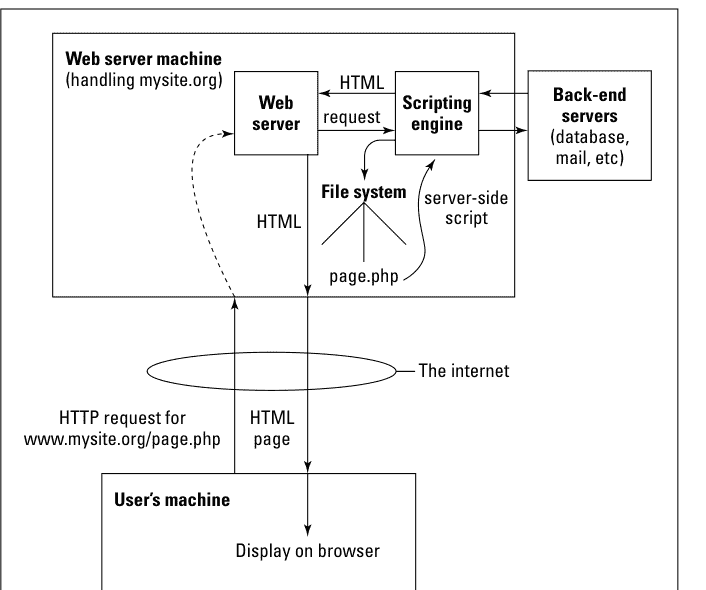 Web server machine
(handling mysite.org)
Web
server
HTML
request
Scripting
engine
Back-end
servers
(database,
mail, etc)
File system
server-side
script
HTML
page.php
The internet
HTTP request for
www.mysite.org/page.php
HTML
page
User's machine
Display on browser